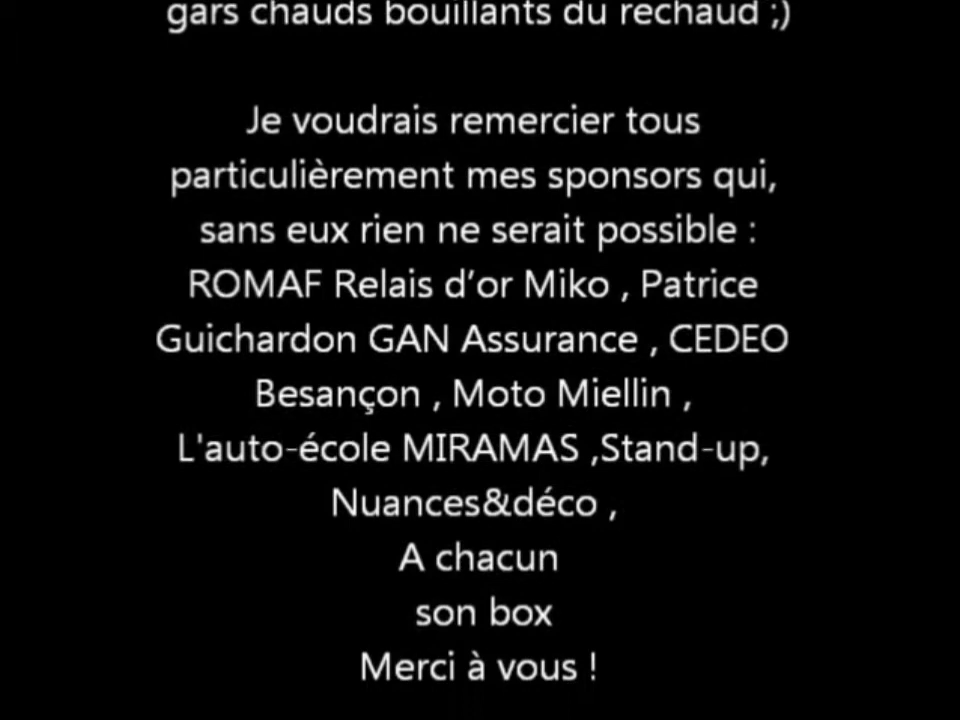 gars chauds bouillants du réchaud ;)
Je voudrais remercier tous
particulièrement mes sponsors qui,
sans eux rien ne serait possible :
ROMAF Relais d’or Miko , Patrice
Guichardon GAN Assurance , CEDEO
Besançon , Moto Miellin ,
L'auto-école MIRAMAS ,Stand-up,
Nuances&déco ,
A chacun
son box
Merci à vous !